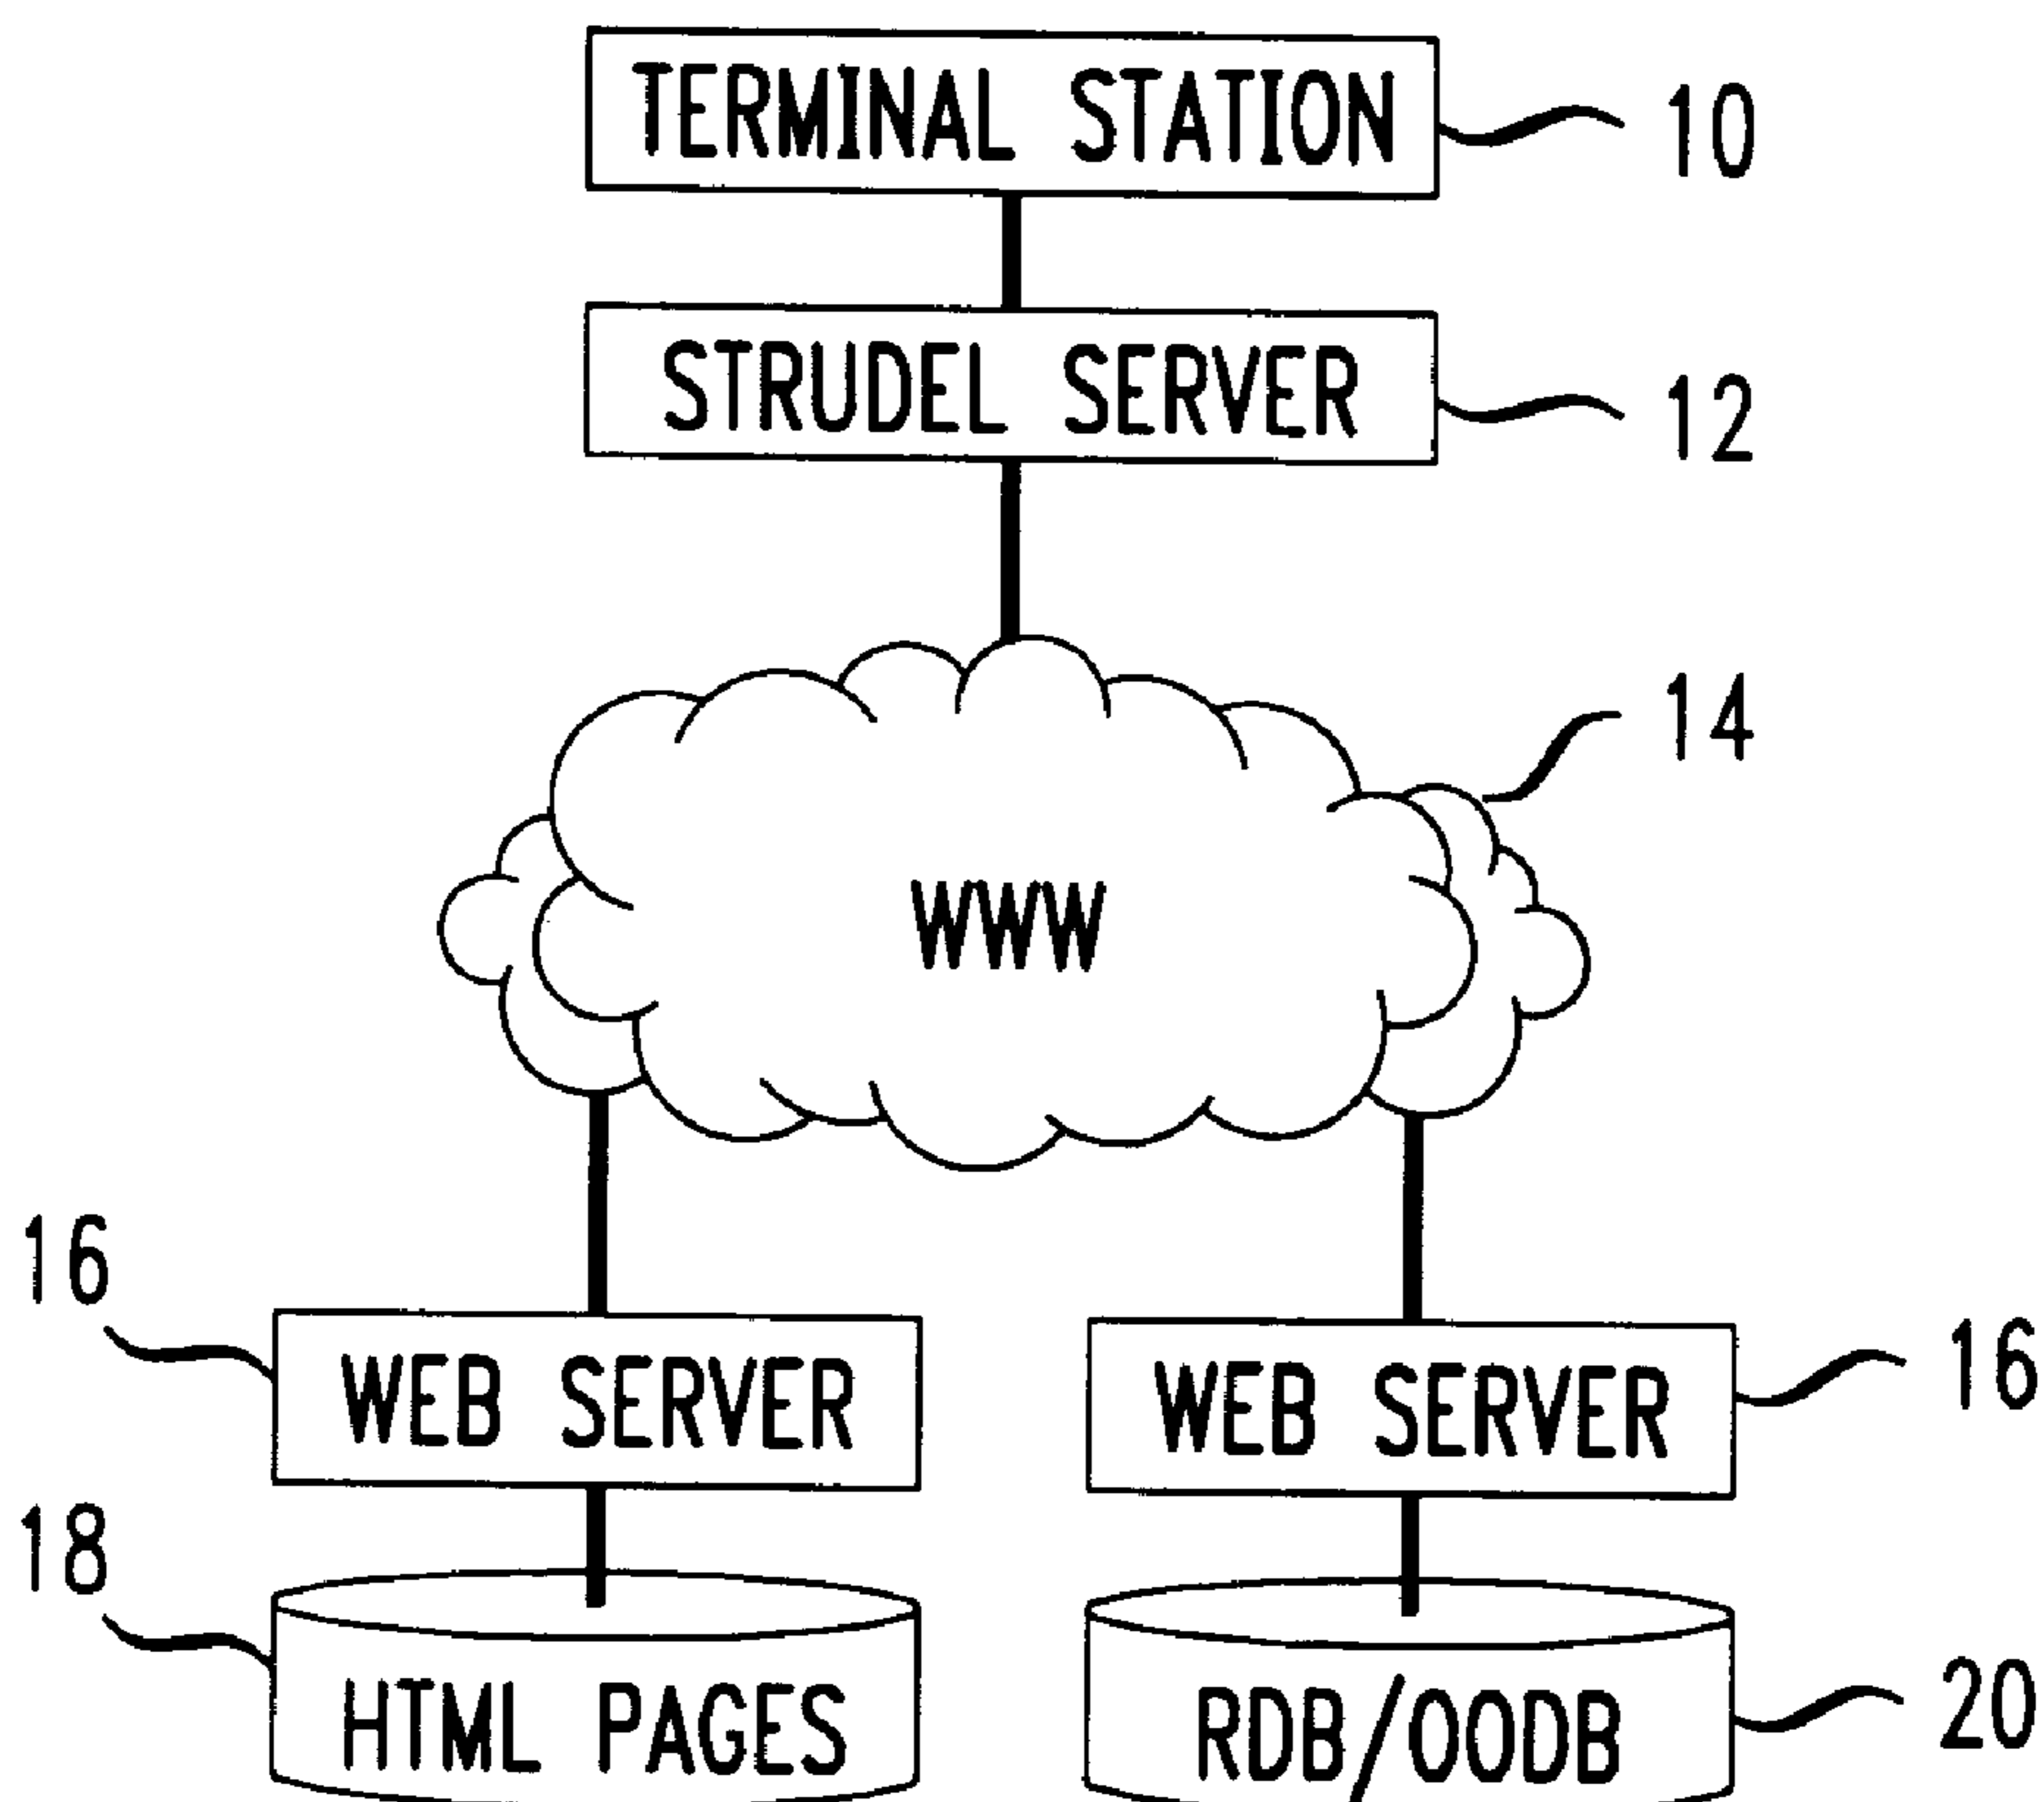 TERMINAL STATION
10
STRUDEL SERVER
12
14
WWW
16
WEB SERVER
WEB SERVER
16
18
HTML PAGES
RDB/OODB
20